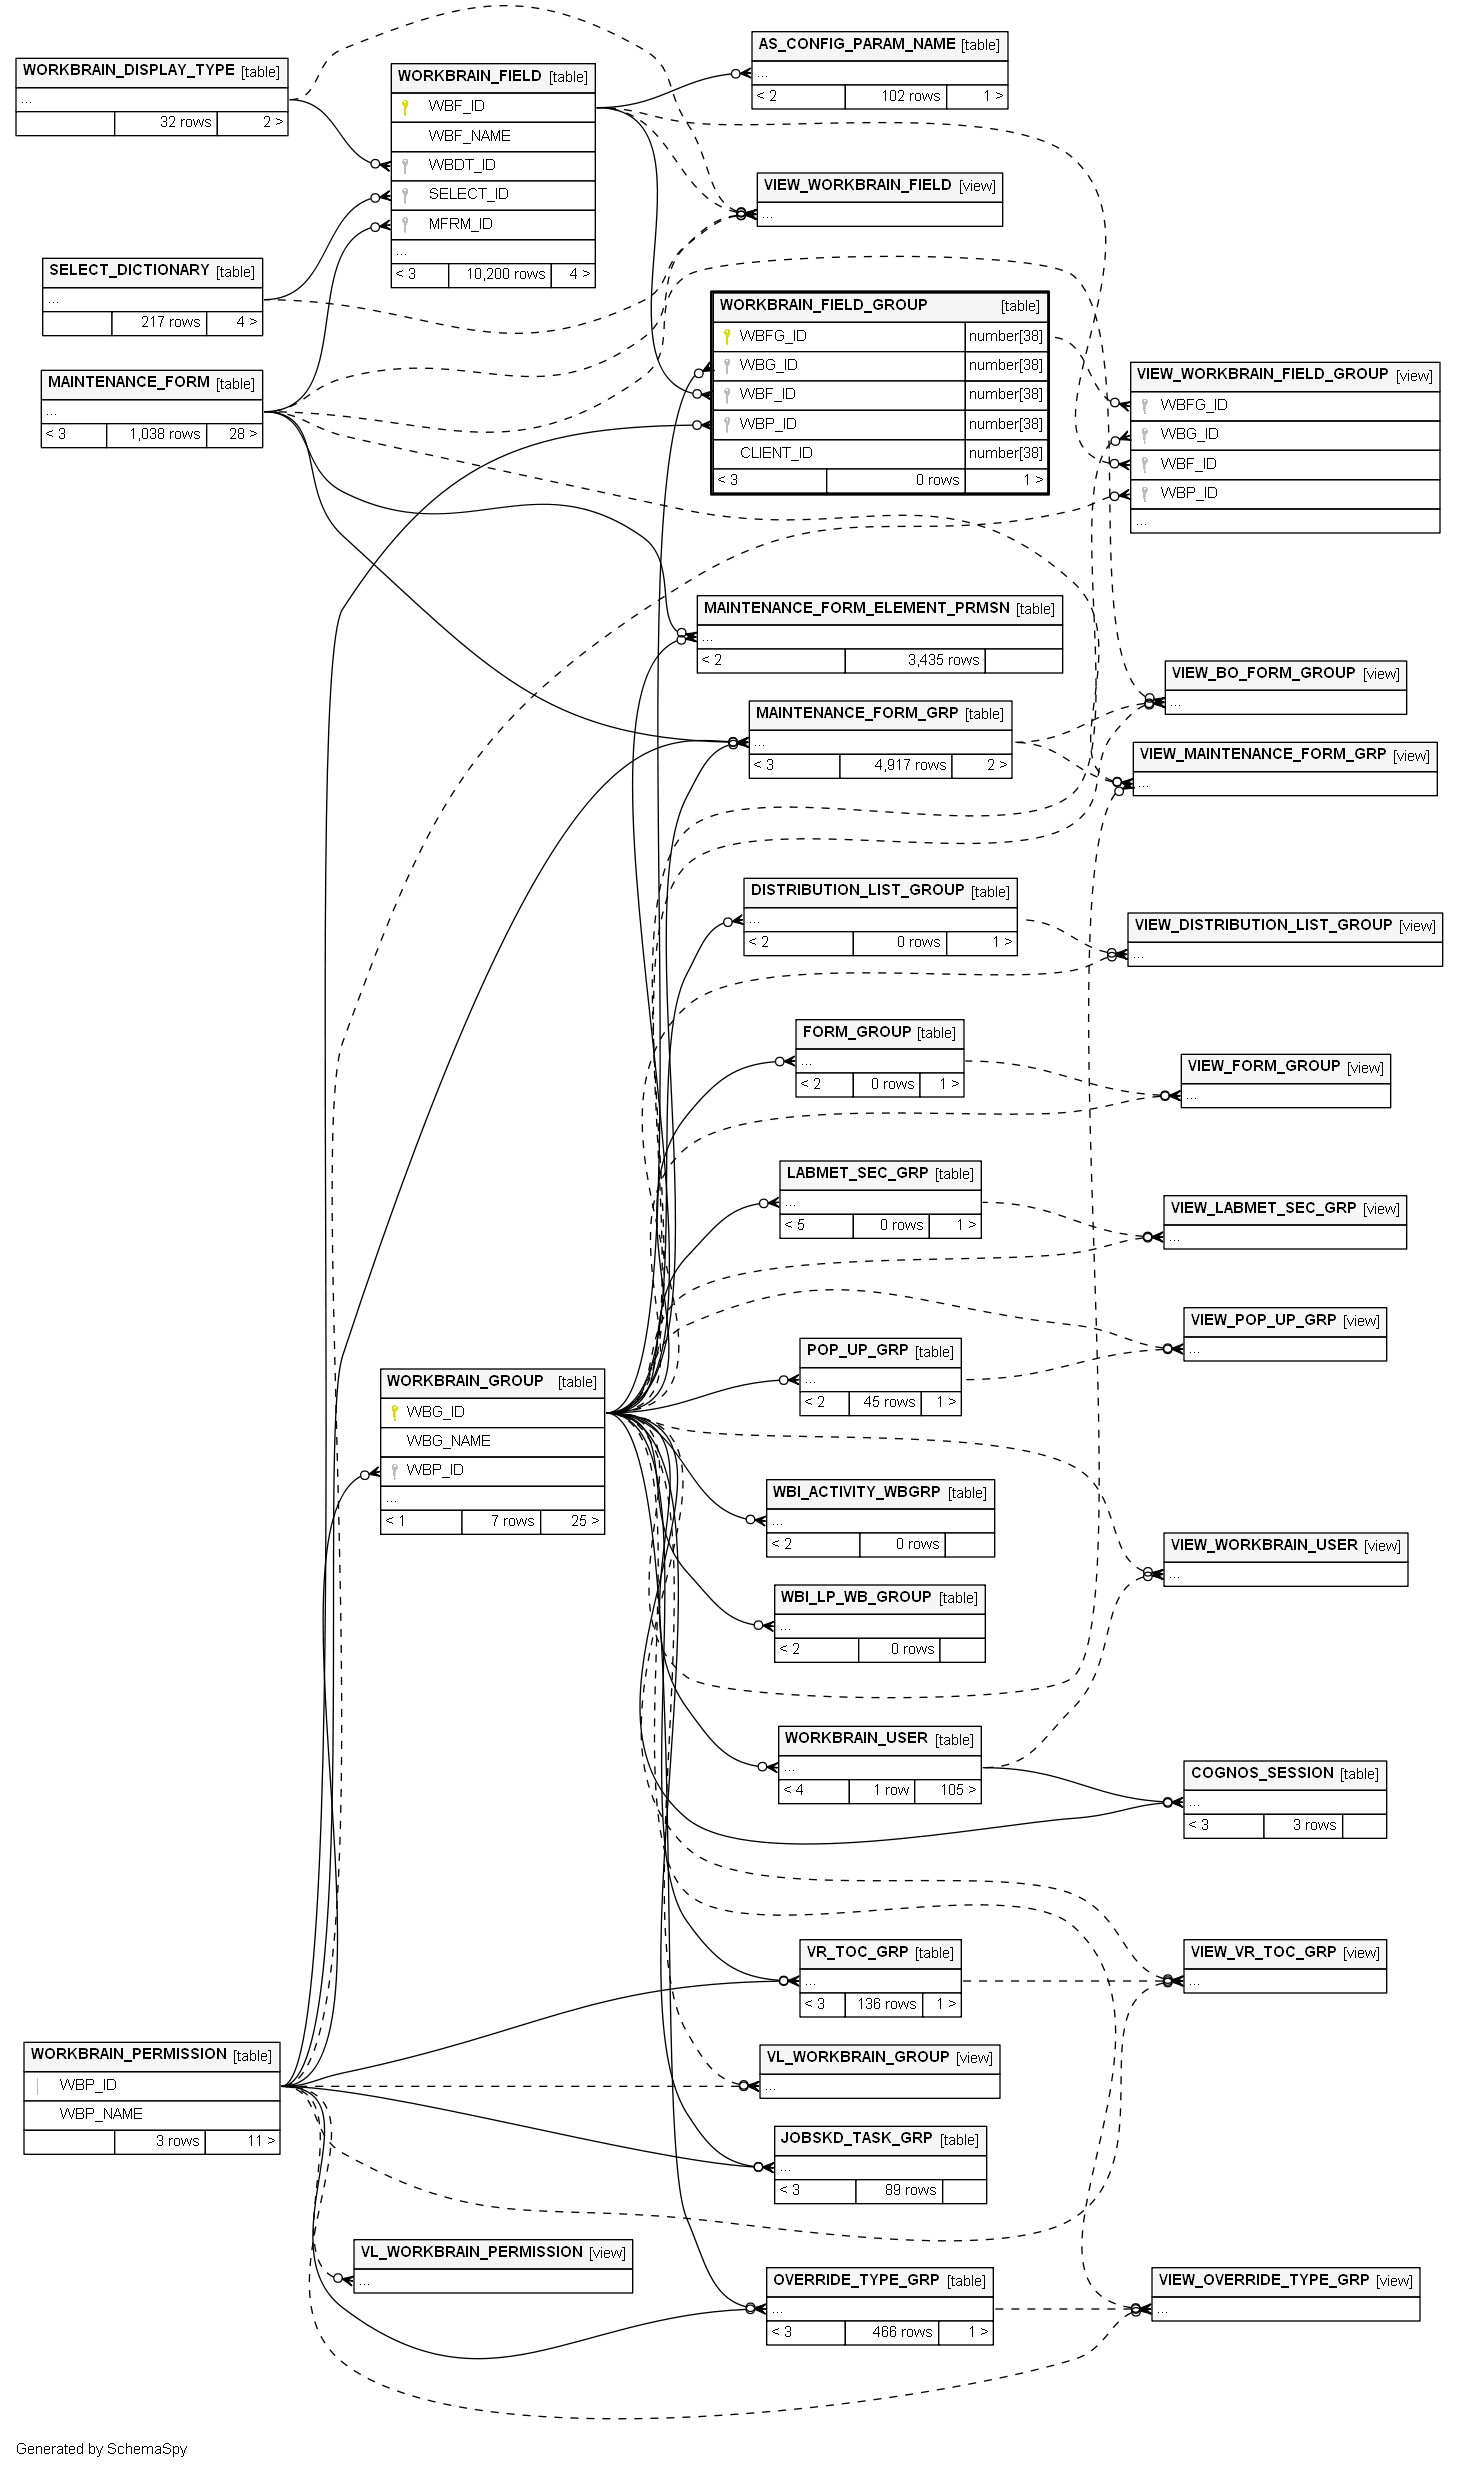 WORKBRAIN_DISPLAY_TYPE [table]
...
32 rows 2 >
WORKBRAIN_FIELD [table]
WBF_ID
WBF_NAME
WBDT_ID
SELECT_ID
MFRM_ID
...
< 3 10,200 rows 4 >
AS_CONFIG_PARAM_NAME [table]
...
< 2 102 rows 1 >
VIEW_WORKBRAIN_FIELD [view]
...
SELECT_DICTIONARY [table]
...
217 rows 4 >
MAINTENANCE_FORM [table]
...
< 3 1,038 rows 28 >
WORKBRAIN_FIELD_GROUP [table]
WBFG_ID number[38]
WBG_ID number[38]
WBF_ID number[38]
WBP_ID number[38]
CLIENT_ID number[38]
< 3 0 rows 1 >
VIEW_WORKBRAIN_FIELD_GROUP [view]
WBFG_ID
WBG_ID
WBF_ID
WBP_ID
...
MAINTENANCE_FORM_ELEMENT_PRMSN [table]
...
< 2 3,435 rows
VIEW_BO_FORM_GROUP [view]
...
MAINTENANCE_FORM_GRP [table]
...
< 3 4,917 rows 2 >
VIEW_MAINTENANCE_FORM_GRP [view]
...
DISTRIBUTION_LIST_GROUP [table]
...
< 2 0 rows 1 >
VIEW_DISTRIBUTION_LIST_GROUP [view]
...
FORM_GROUP [table]
...
< 2 0 rows 1 >
VIEW_FORM_GROUP [view]
...
LABMET_SEC_GRP [table]
...
< 5 0 rows 1 >
VIEW_LABMET_SEC_GRP [view]
...
VIEW_POP_UP_GRP [view]
...
POP_UP_GRP [table]
...
< 2 45 rows 1 >
WORKBRAIN_GROUP [table]
WBG_ID
WBG_NAME
WBP_ID
...
< 1 7 rows 25 >
WBI_ACTIVITY_WBGRP [table]
...
< 2 0 rows
VIEW_WORKBRAIN_USER [view]
...
WBI_LP_WB_GROUP [table]
...
< 2 0 rows
WORKBRAIN_USER [table]
...
< 4 1 row 105 >
COGNOS_SESSION [table]
...
< 3 3 rows
VR_TOC_GRP [table]
...
< 3 136 rows 1 >
VIEW_VR_TOC_GRP [view]
...
WORKBRAIN_PERMISSION [table]
WBP_ID
WBP_NAME
3 rows 11 >
VL_WORKBRAIN_GROUP [view]
...
JOBSKD_TASK_GRP [table]
...
< 3 89 rows
VL_WORKBRAIN_PERMISSION [view]
...
OVERRIDE_TYPE_GRP [table]
...
< 3 466 rows 1 >
VIEW_OVERRIDE_TYPE_GRP [view]
...
Generated by SchemaSpy